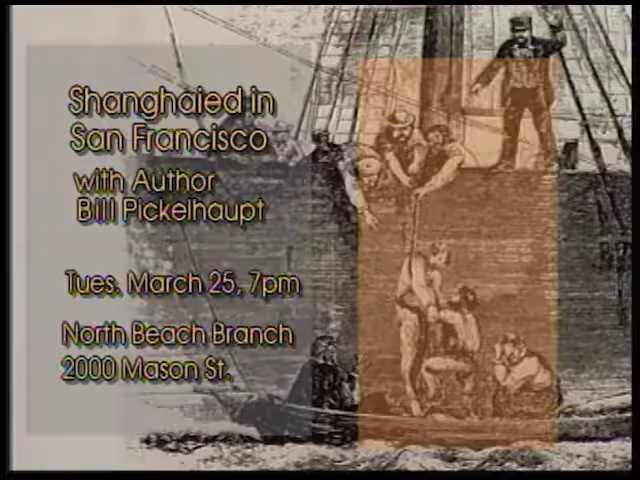 Shanghaied in
San Francisco
with Author
Bill Pickelhaupt
Tues. March 25, 7pm
North Beach Branch
2000 Mason St.